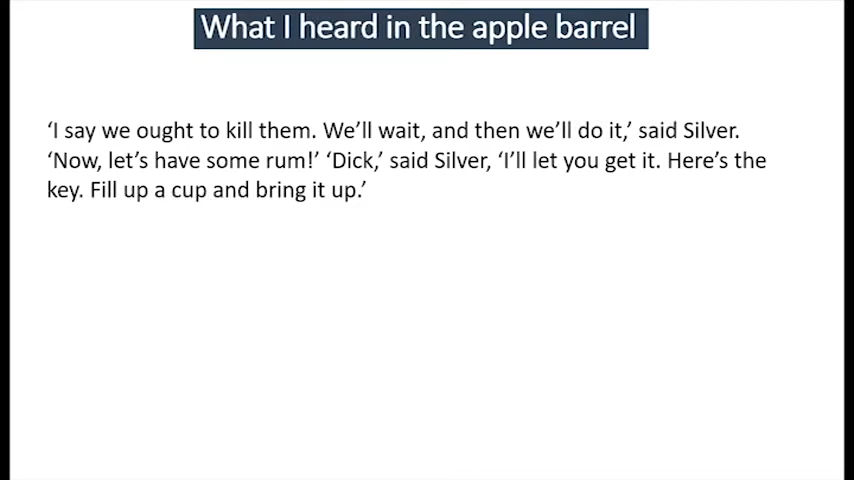 What I heard in the apple barrel
‘I say we ought to kill them. We’ll wait, and then we’ll do it,’ said Silver.
‘Now, let’s have some rum!’ ‘Dick,’ said Silver, ‘I’ll let you get it. Here’s the
key. Fill up a cup and bring it up.’